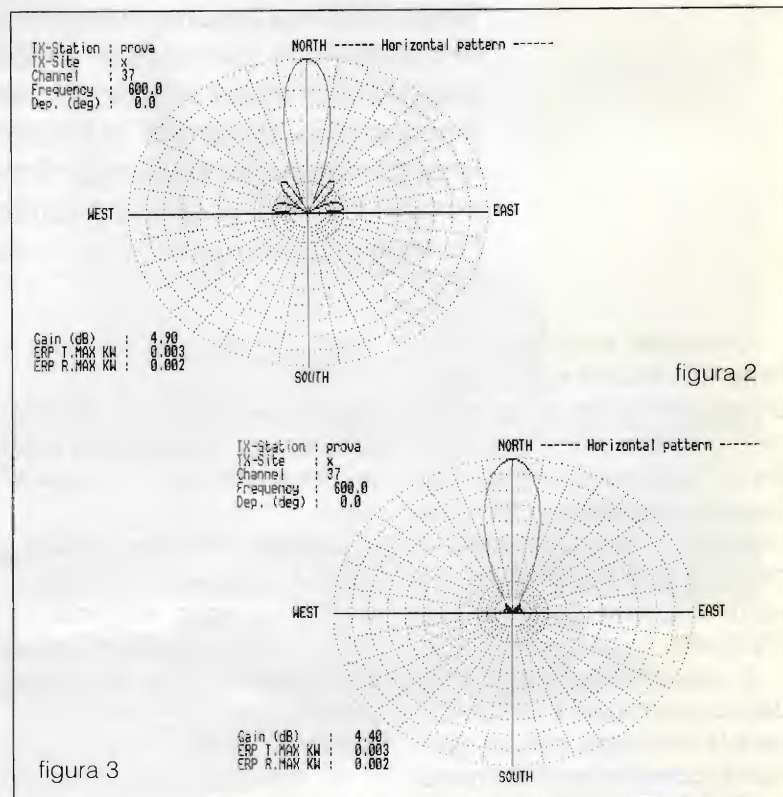 NORTH ------ Horizontal pattern ------
TX-Station : prova
TX-Site : x
Channel : 37
Frequency : 600.0
Dep. (deg) : 0.0
WEST
EAST
Gain (dB) : 4.90
ERP T.MAX KW : 0.003
ERP R.MAX KW : 0.002
SOUTH
figura 2
NORTH ------ Horizontal pattern ------
TX-Station : prova
TX-Site : x
Channel : 37
Frequency : 600.0
Dep. (deg) : 0.0
WEST
EAST
Gain (dB) : 4.40
ERP T.MAX KW : 0.003
ERP R.MAX KW : 0.002
SOUTH
figura 3